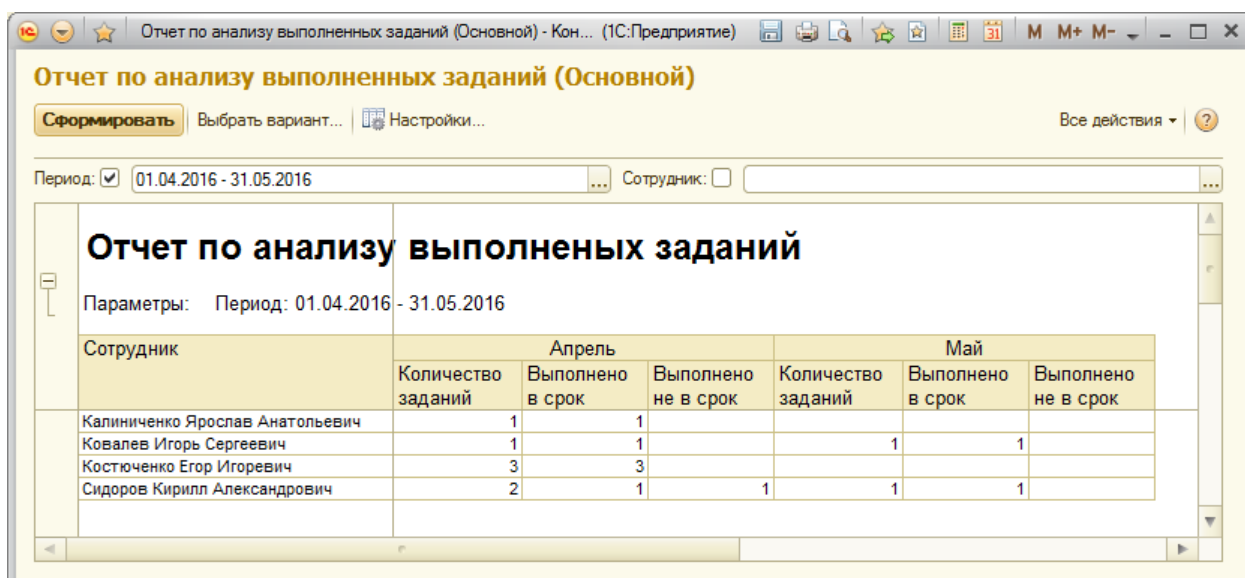 Отчет по анализу выполненных заданий (Основной) - Кон... (1С:Предприятие) 31 M M+ M-
Отчет по анализу выполненных заданий (Основной)
Сформировать Выбрать вариант... Настройки... Все действия ?
Период: 01.04.2016 - 31.05.2016 ... Сотрудник: ...
Отчет по анализу выполненых заданий
Параметры: Период: 01.04.2016 - 31.05.2016
Сотрудник Апрель Май
Количество Выполнено Выполнено Количество Выполнено Выполнено
заданий в срок не в срок заданий в срок не в срок
Калиниченко Ярослав Анатольевич 1 1
Ковалев Игорь Сергеевич 1 1 1 1
Костюченко Егор Игоревич 3 3
Сидоров Кирилл Александрович 2 1 1 1 1